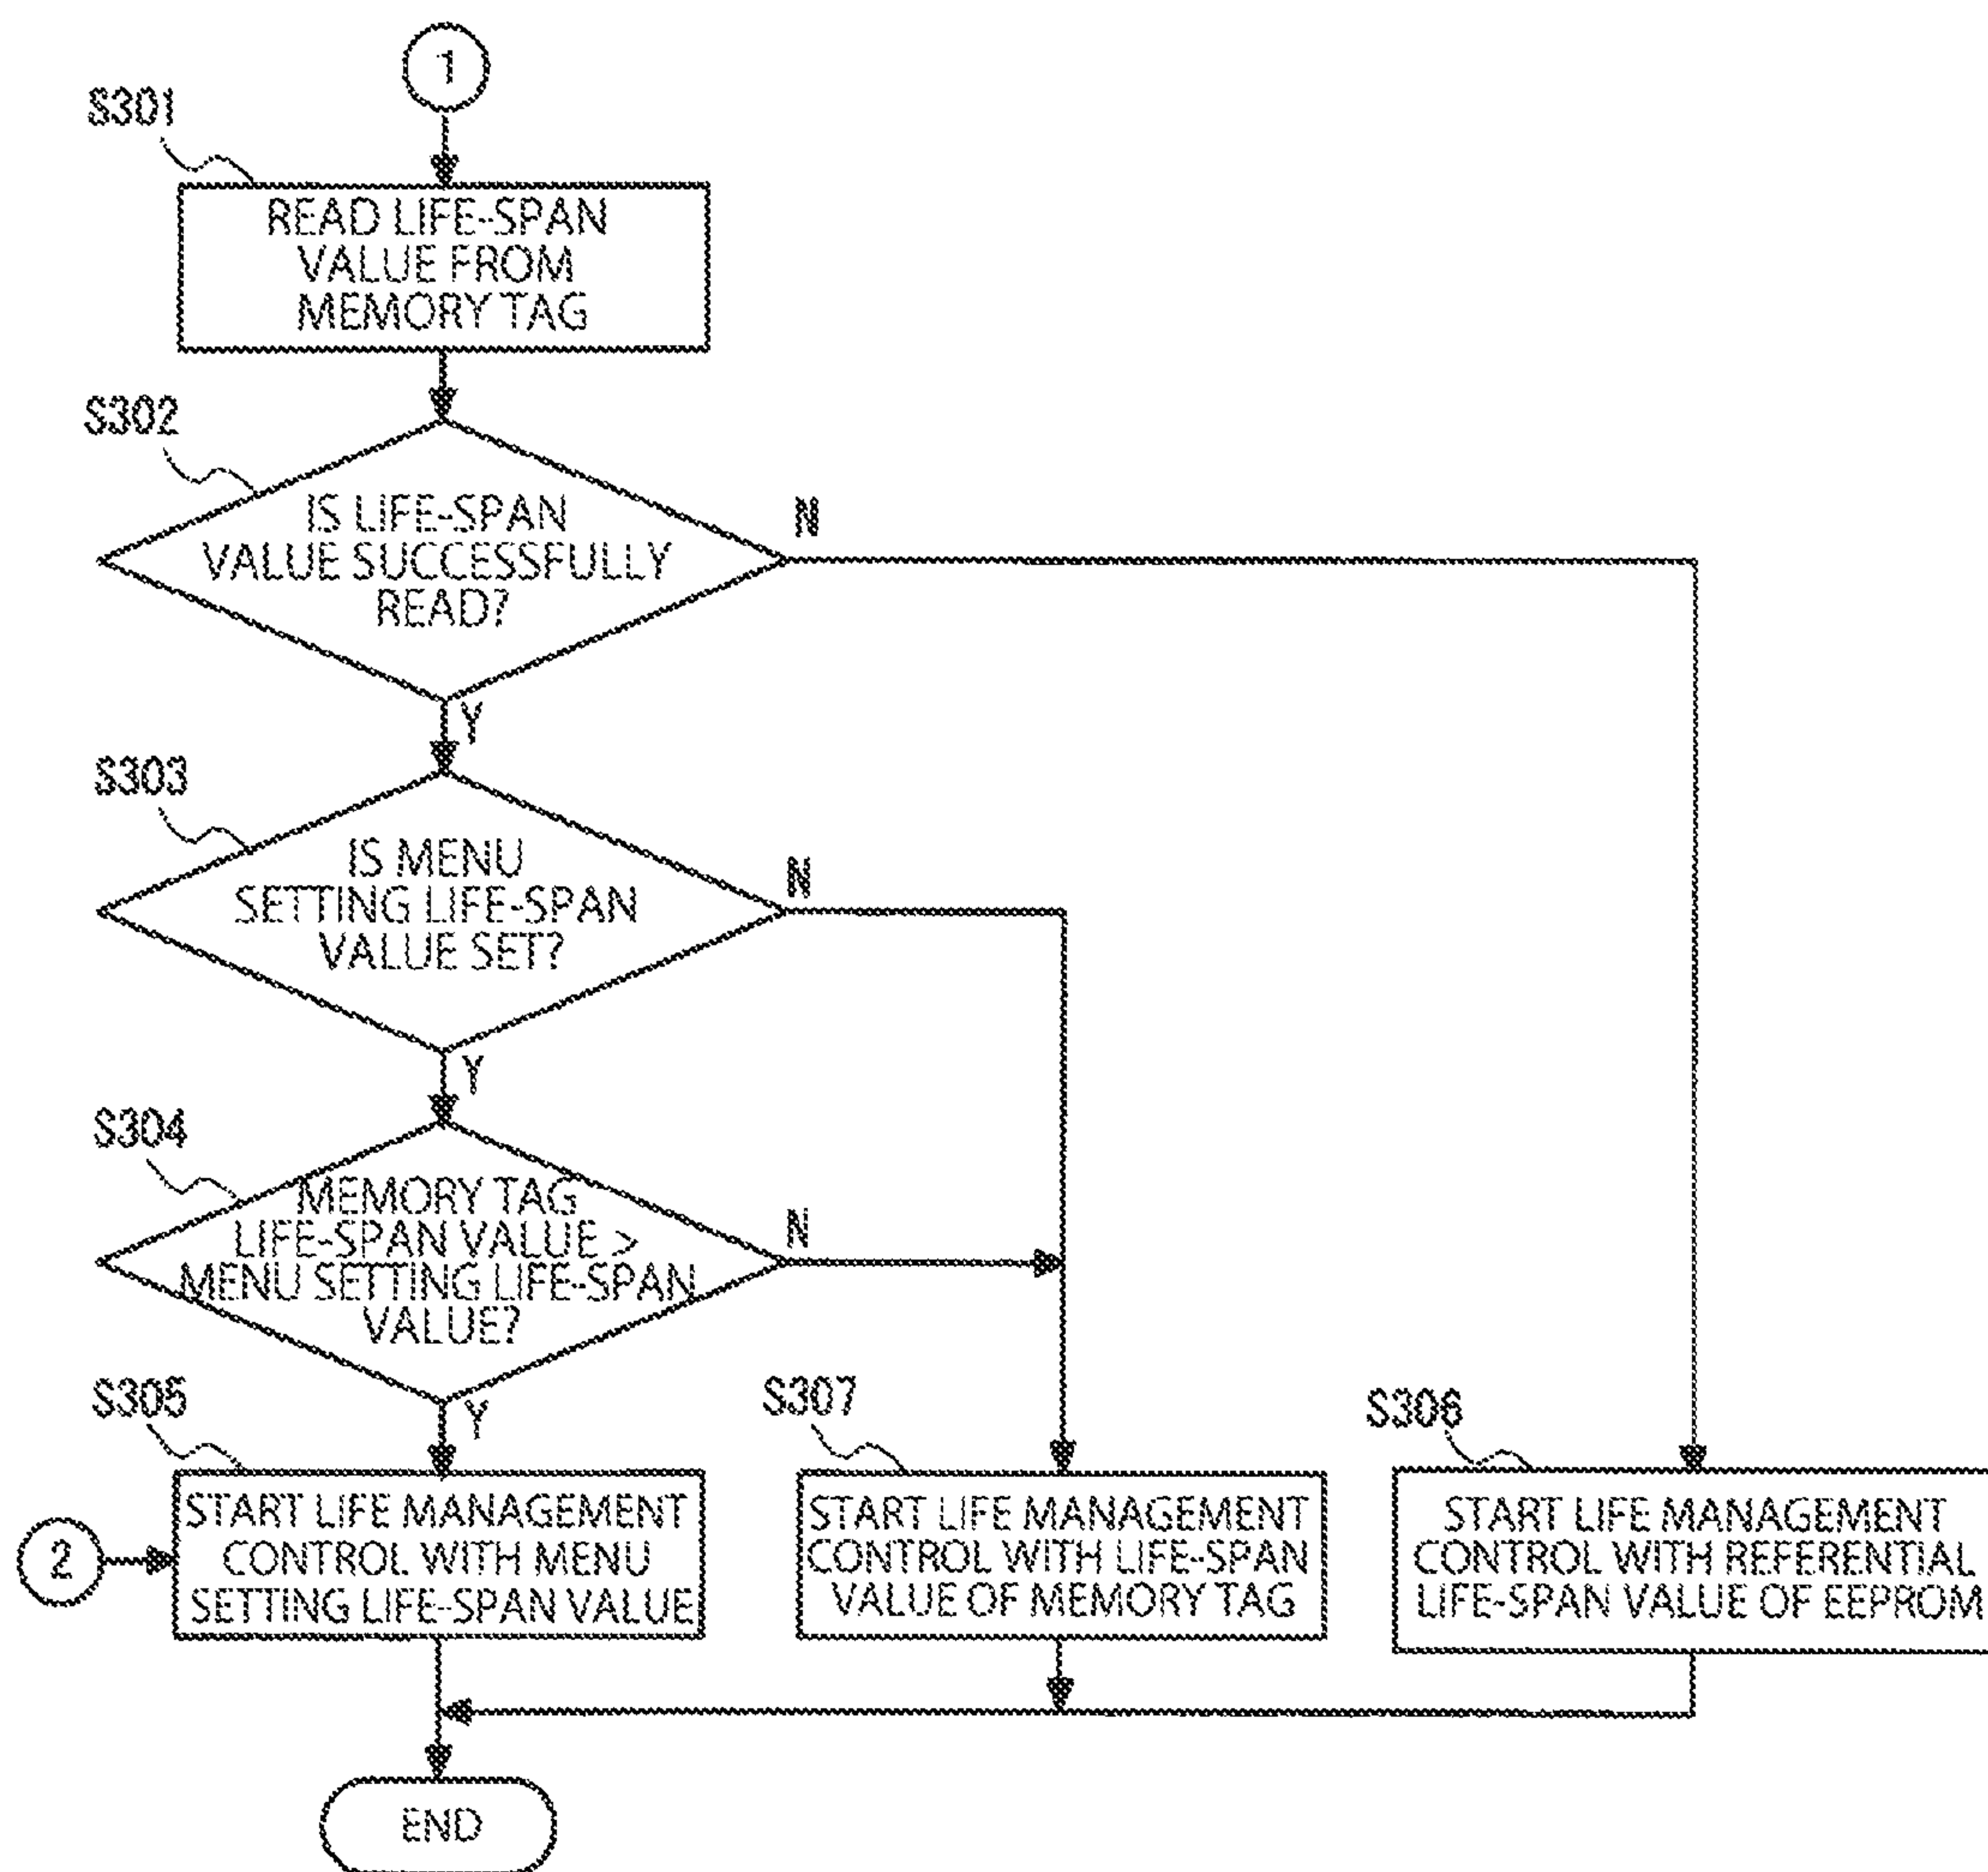 1
S301
READ LIFE-SPAN
VALUE FROM
MEMORY TAG
S302
IS LIFE-SPAN
VALUE SUCCESSFULLY
READ?
N
Y
S303
IS MENU
SETTING LIFE-SPAN
VALUE SET?
N
Y
S304
MEMORY TAG
LIFE-SPAN VALUE >
MENU SETTING LIFE-SPAN
VALUE?
N
Y
S305
2
START LIFE MANAGEMENT
CONTROL WITH MENU
SETTING LIFE-SPAN VALUE
S307
START LIFE MANAGEMENT
CONTROL WITH LIFE-SPAN
VALUE OF MEMORY TAG
S306
START LIFE MANAGEMENT
CONTROL WITH REFERENTIAL
LIFE-SPAN VALUE OF EEPROM
END